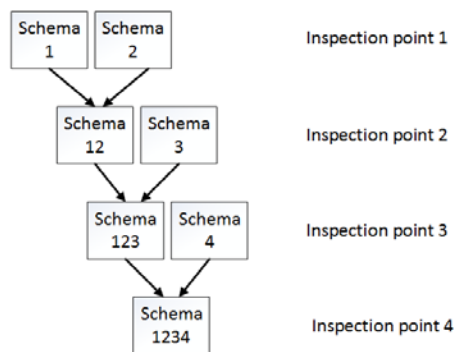 Schema
1
Schema
2
Inspection point 1
Schema
12
Schema
3
Inspection point 2
Schema
123
Schema
4
Inspection point 3
Schema
1234
Inspection point 4